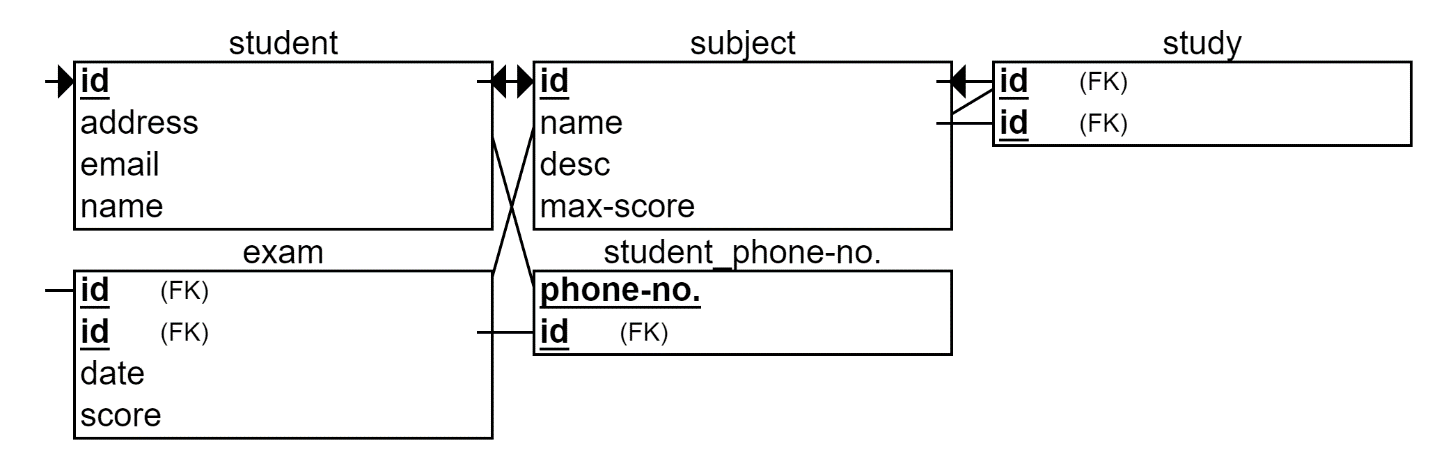 student
id
address
email
name
subject
id
name
desc
max-score
study
id (FK)
id (FK)
exam
id (FK)
id (FK)
date
score
student_phone-no.
phone-no.
id (FK)